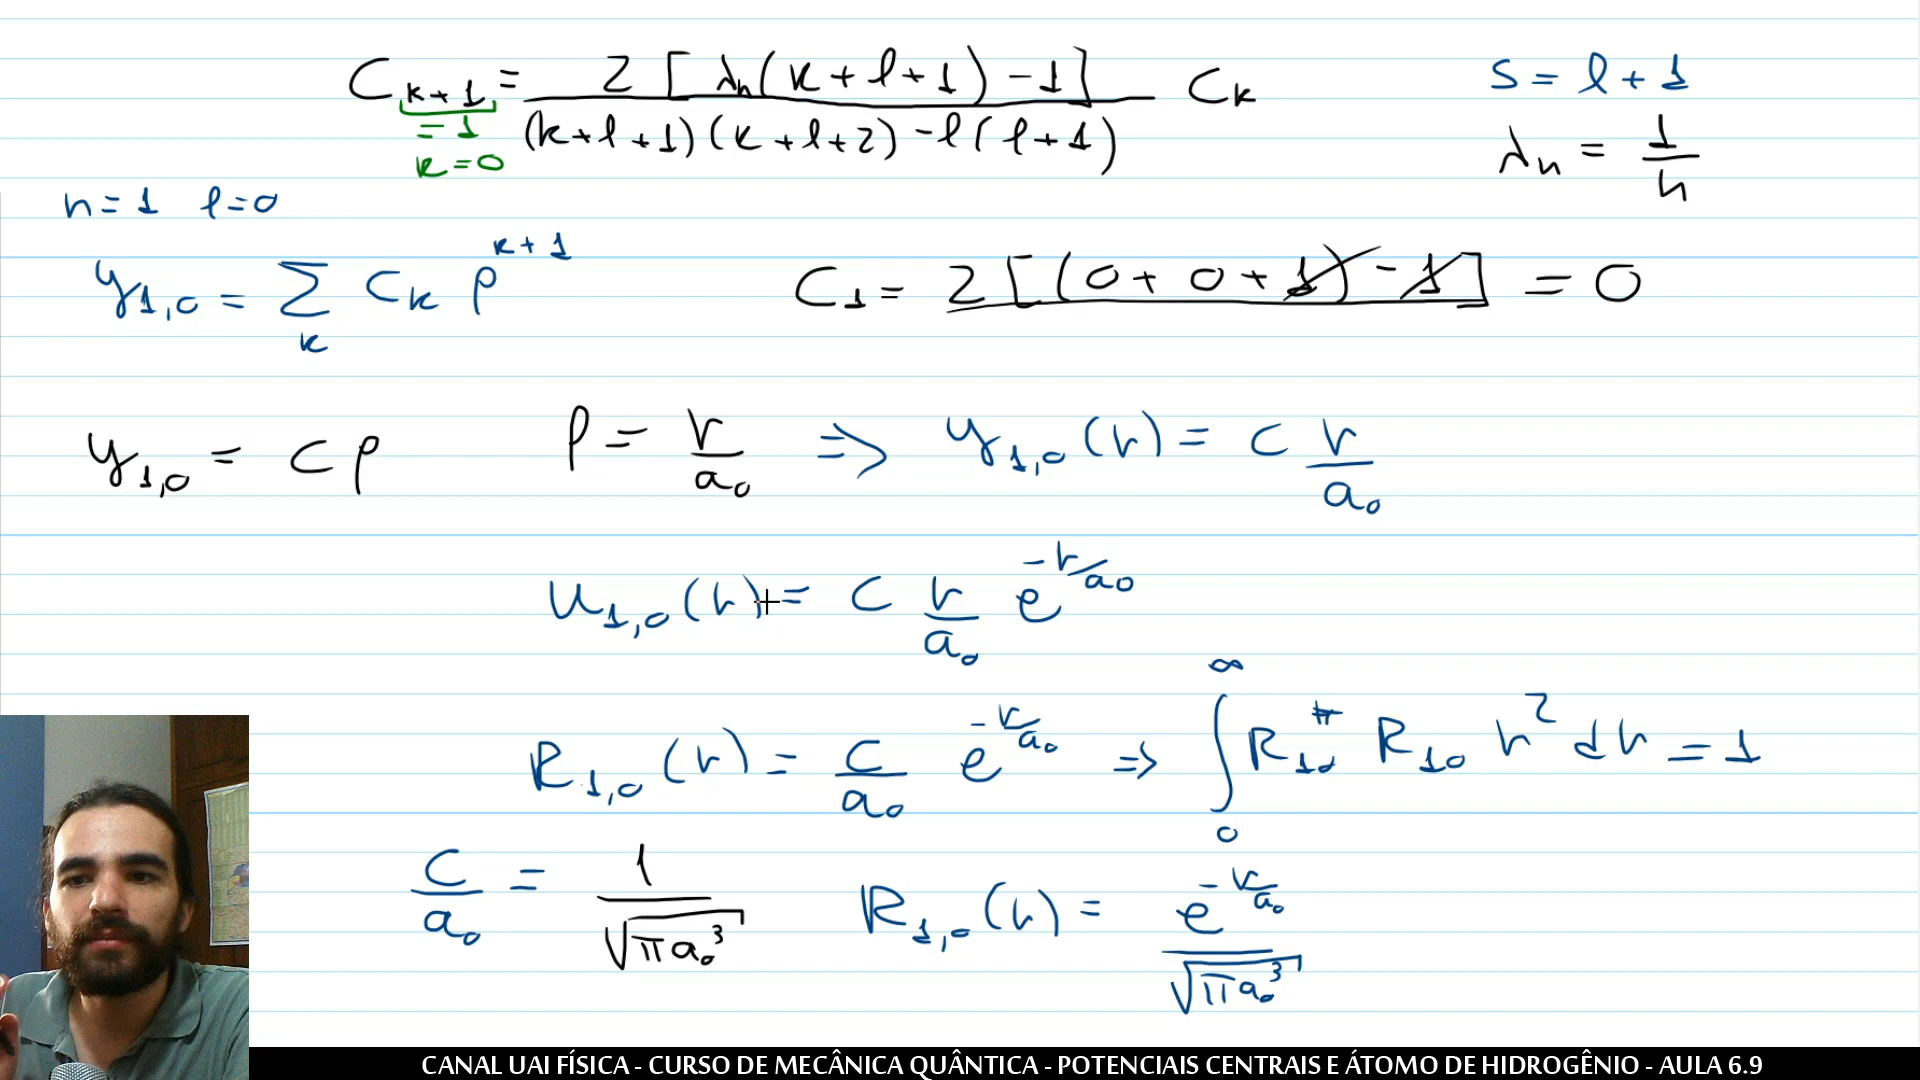 C_{k+1} = 2[λ_n(k+l+1)-1] / (k+l+1)(k+l+2)-l(l+1) C_k
= 1
k=0
s = l+1
λ_n = 1/n
n=1 l=0
y_{1,0} = Σ_k C_k ρ^{k+1}
C_1 = 2[(0+0+1)-1] = 0
y_{1,0} = Cρ
ρ = r/a_0 => y_{1,0}(r) = C r/a_0
u_{1,0}(r) = C r/a_0 e^{-r/a_0}
R_{1,0}(r) = C/a_0 e^{-r/a_0} => ∫_0^∞ R_{10}^* R_{10} r^2 dr = 1
C/a_0 = 1/√(πa_0^3)
R_{1,0}(r) = e^{-r/a_0}/√(πa_0^3)
CANAL UAI FÍSICA - CURSO DE MECÂNICA QUÂNTICA - POTENCIAIS CENTRAIS E ÁTOMO DE HIDROGÊNIO - AULA 6.9